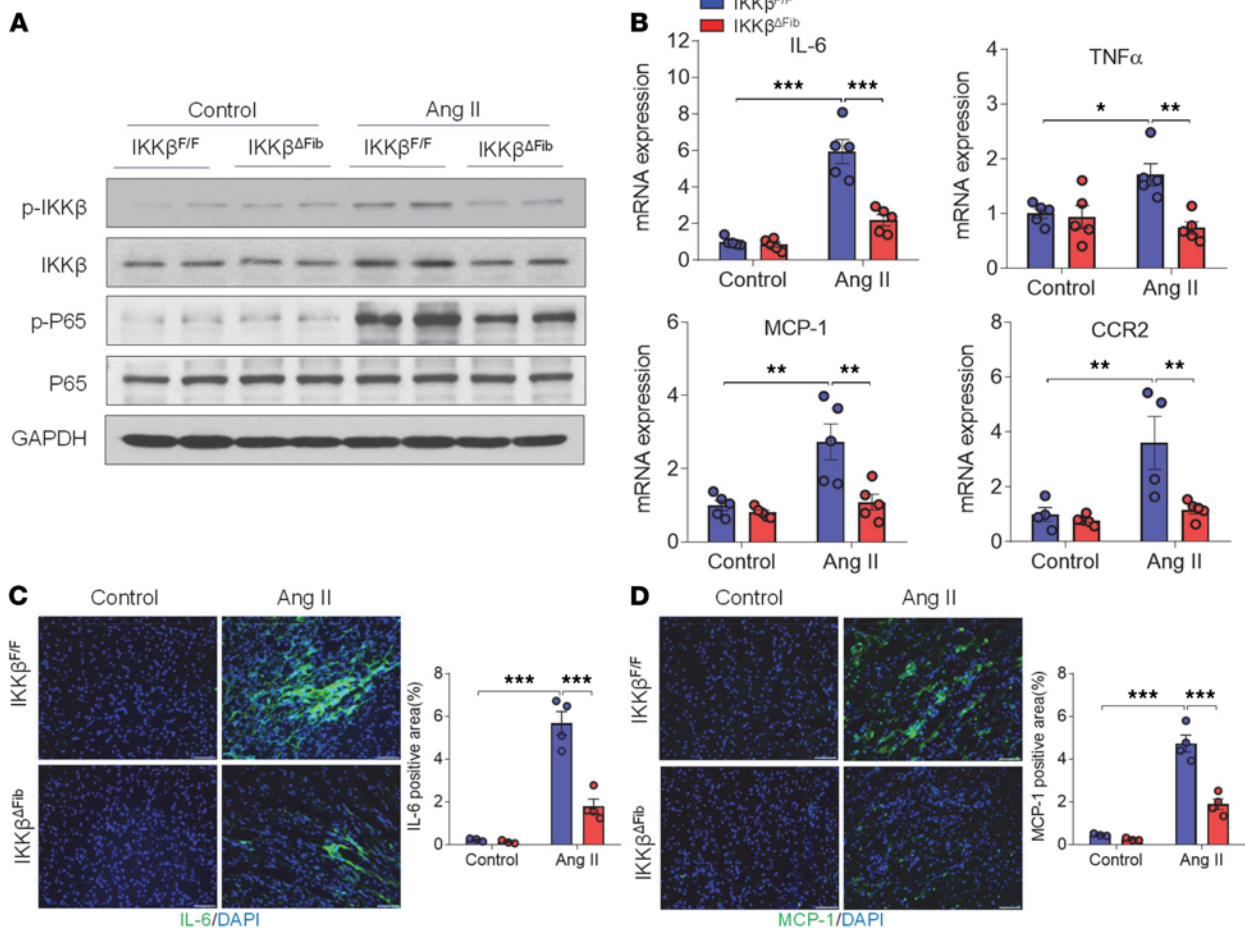 A
Control
Ang II
IKKβF/F
IKKβΔFib
IKKβF/F
IKKβΔFib
p-IKKβ
IKKβ
p-P65
P65
GAPDH
B
IKKβF/F
IKKβΔFib
IL-6
mRNA expression
12
10
8
6
4
2
0
***
***
Control
Ang II
TNFα
mRNA expression
4
3
2
1
0
*
**
Control
Ang II
MCP-1
mRNA expression
6
4
2
0
**
**
Control
Ang II
CCR2
mRNA expression
8
6
4
2
0
**
**
Control
Ang II
C
Control
Ang II
IKKβF/F
IKKβΔFib
IL-6/DAPI
IL-6 positive area(%)
8
6
4
2
0
***
***
Control
Ang II
D
Control
Ang II
IKKβF/F
IKKβΔFib
MCP-1/DAPI
MCP-1 positive area(%)
8
6
4
2
0
***
***
Control
Ang II